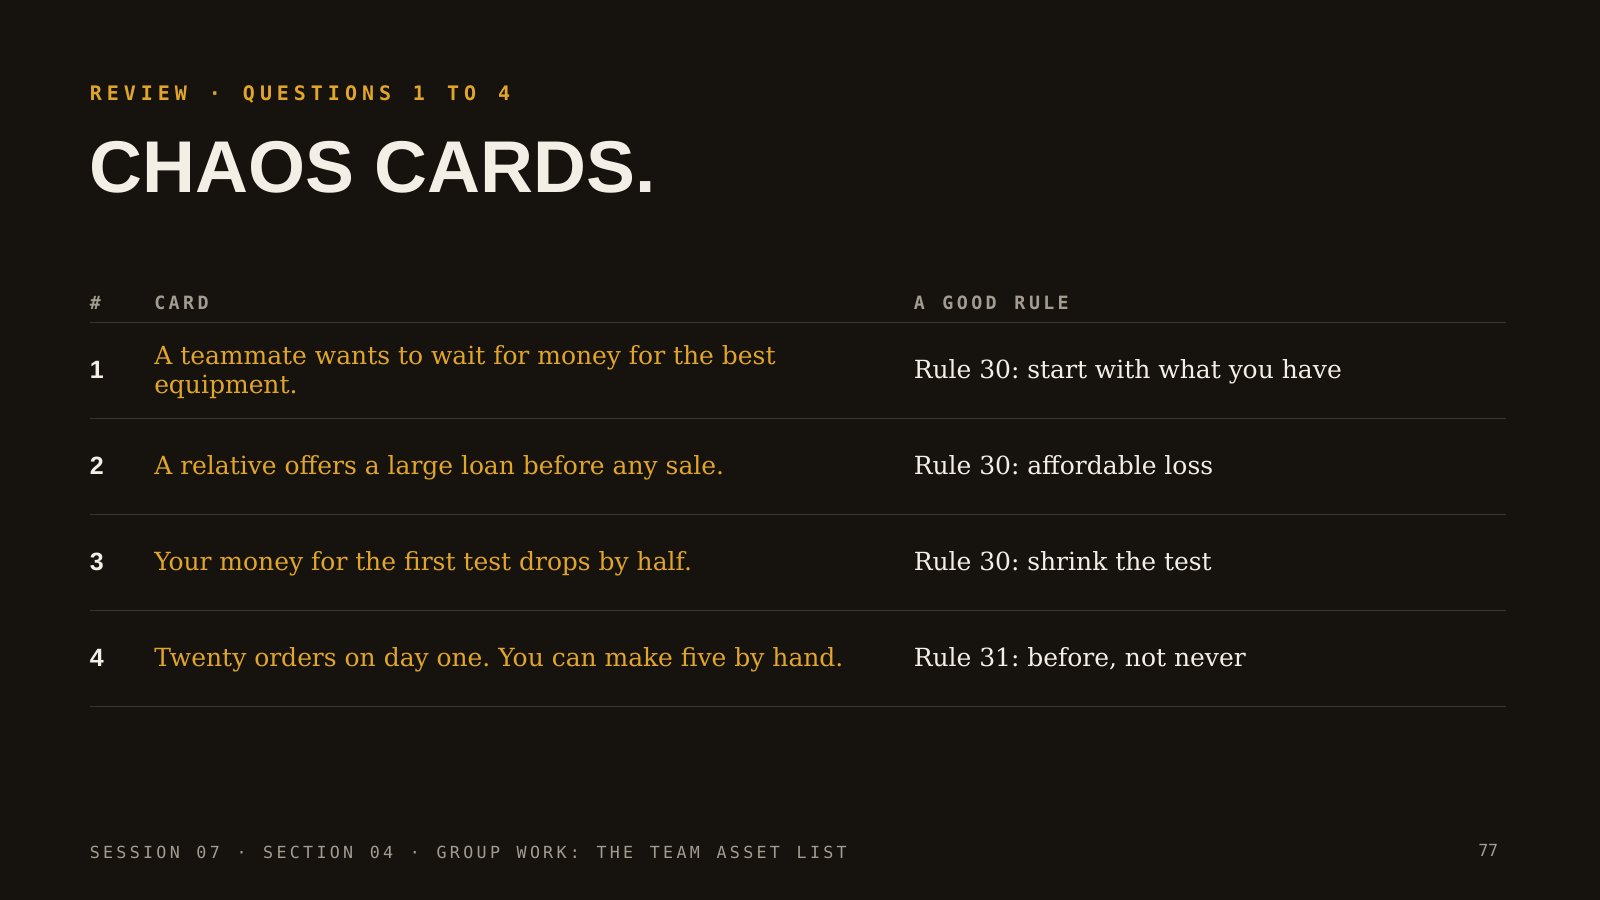 REVIEW · QUESTIONS 1 TO 4
CHAOS CARDS.
# CARD A GOOD RULE
1 A teammate wants to wait for money for the best equipment. Rule 30: start with what you have
2 A relative offers a large loan before any sale. Rule 30: affordable loss
3 Your money for the first test drops by half. Rule 30: shrink the test
4 Twenty orders on day one. You can make five by hand. Rule 31: before, not never
SESSION 07 · SECTION 04 · GROUP WORK: THE TEAM ASSET LIST 77